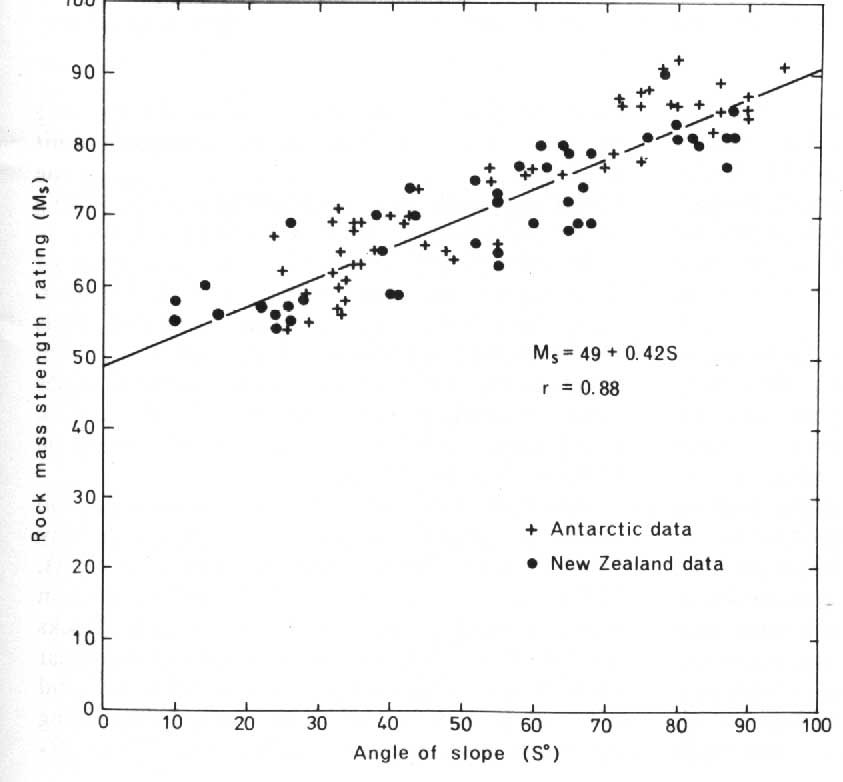 100
90
80
70
60
50
40
30
20
10
0
Rock mass strength rating (Ms)
Ms = 49 + 0.42S
r = 0.88
+ Antarctic data
● New Zealand data
0 10 20 30 40 50 60 70 80 90 100
Angle of slope (S°)